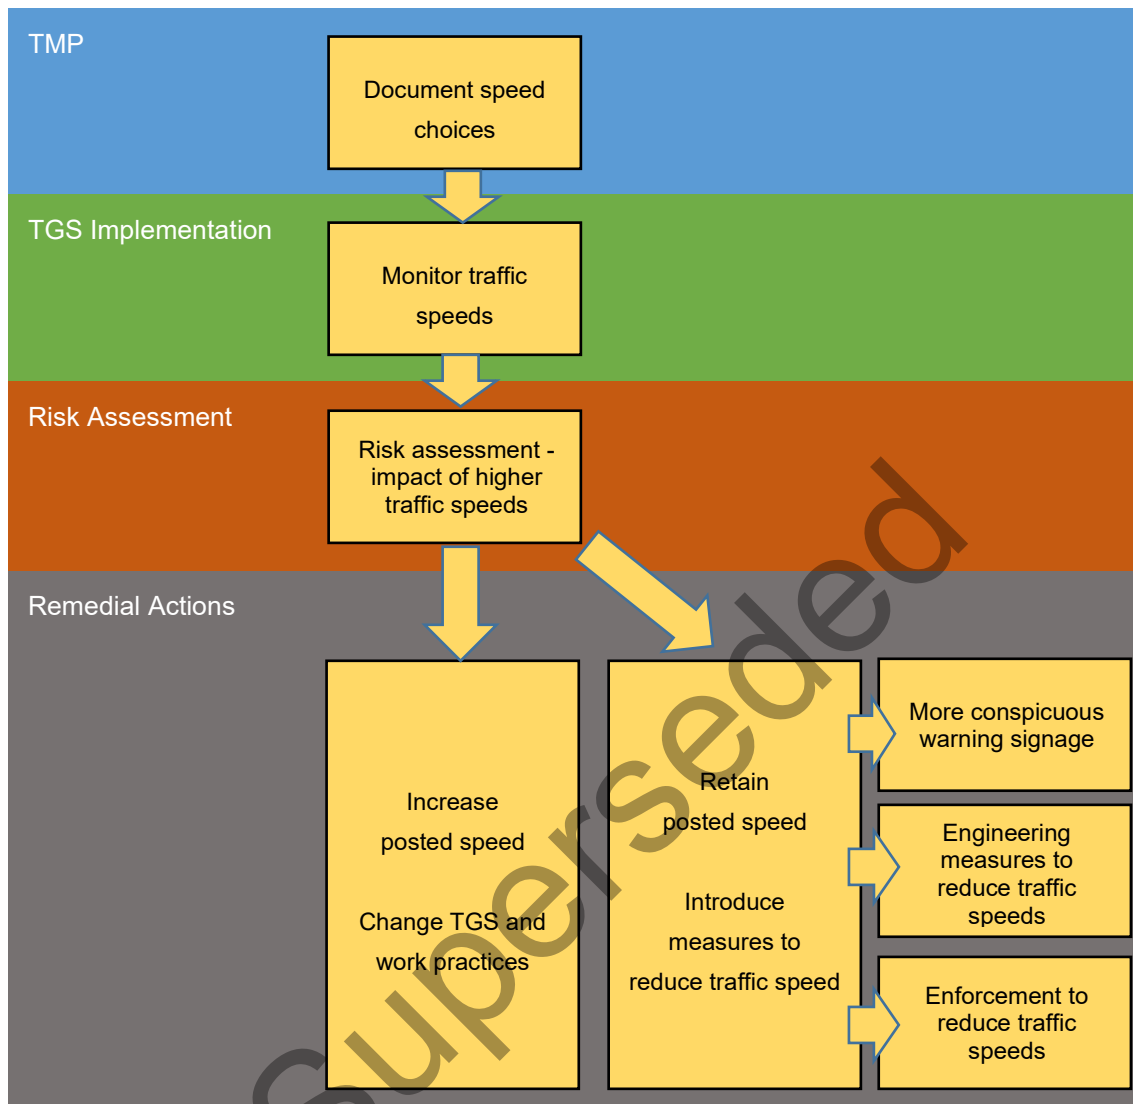 TMP
Document speed
choices
TGS Implementation
Monitor traffic
speeds
Risk Assessment
Risk assessment -
impact of higher
traffic speeds
Remedial Actions
Increase
posted speed
Change TGS and
work practices
Retain
posted speed
Introduce
measures to
reduce traffic speed
More conspicuous
warning signage
Engineering
measures to
reduce traffic
speeds
Enforcement to
reduce traffic
speeds
Superseded